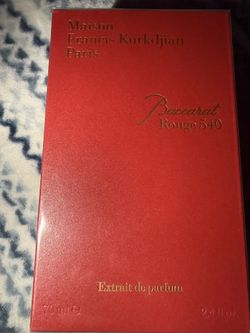 Maison
Francis Kurkdjian
Paris
Baccarat
Rouge 540
Extrait de parfum
70 ml ℮ 2.4 fl.oz.